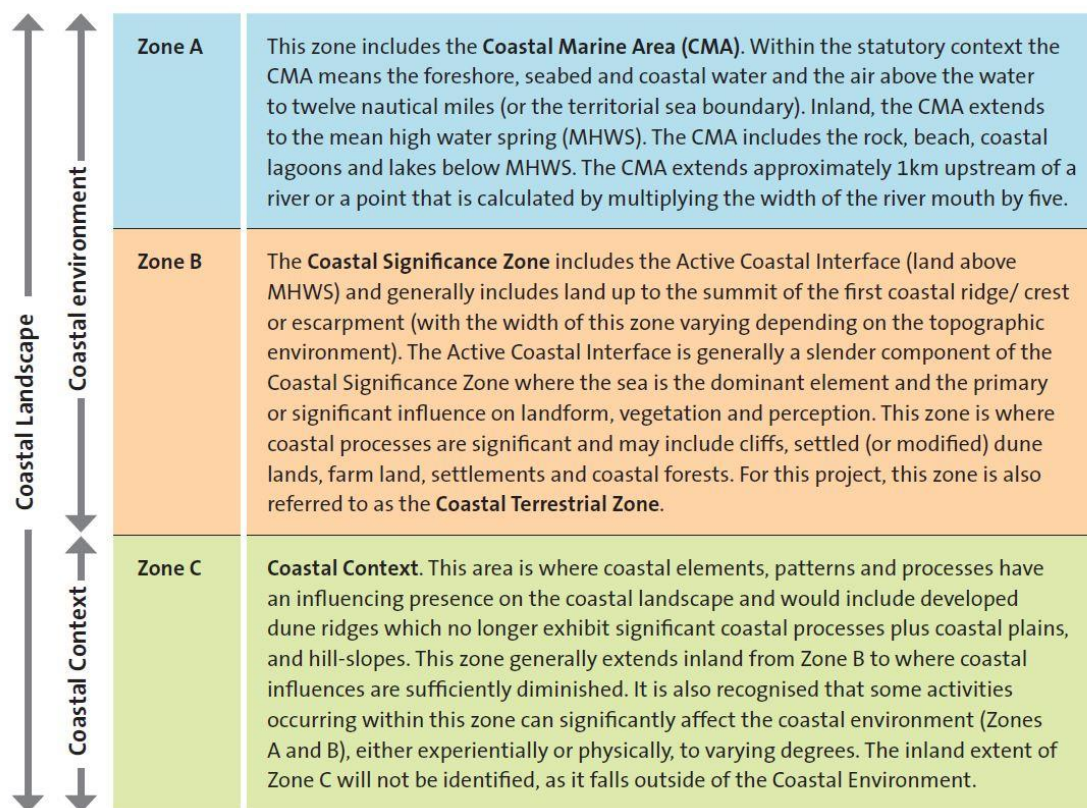 Coastal Landscape
Coastal environment
Coastal Context
Zone A
This zone includes the Coastal Marine Area (CMA). Within the statutory context the
CMA means the foreshore, seabed and coastal water and the air above the water
to twelve nautical miles (or the territorial sea boundary). Inland, the CMA extends
to the mean high water spring (MHWS). The CMA includes the rock, beach, coastal
lagoons and lakes below MHWS. The CMA extends approximately 1km upstream of a
river or a point that is calculated by multiplying the width of the river mouth by five.
Zone B
The Coastal Significance Zone includes the Active Coastal Interface (land above
MHWS) and generally includes land up to the summit of the first coastal ridge/ crest
or escarpment (with the width of this zone varying depending on the topographic
environment). The Active Coastal Interface is generally a slender component of the
Coastal Significance Zone where the sea is the dominant element and the primary
or significant influence on landform, vegetation and perception. This zone is where
coastal processes are significant and may include cliffs, settled (or modified) dune
lands, farm land, settlements and coastal forests. For this project, this zone is also
referred to as the Coastal Terrestrial Zone.
Zone C
Coastal Context. This area is where coastal elements, patterns and processes have
an influencing presence on the coastal landscape and would include developed
dune ridges which no longer exhibit significant coastal processes plus coastal plains,
and hill-slopes. This zone generally extends inland from Zone B to where coastal
influences are sufficiently diminished. It is also recognised that some activities
occurring within this zone can significantly affect the coastal environment (Zones
A and B), either experientially or physically, to varying degrees. The inland extent of
Zone C will not be identified, as it falls outside of the Coastal Environment.